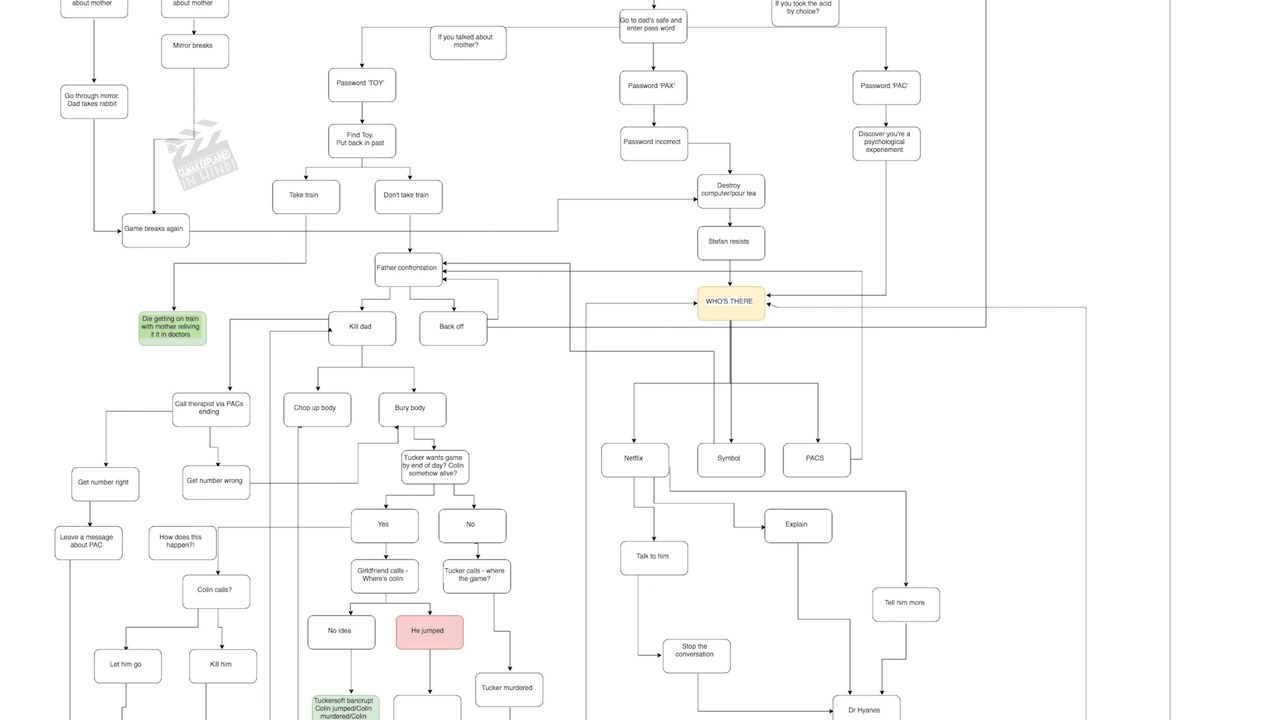 about mother
about mother
If you took the acid
by choice?
Go to dad's safe and
enter pass word
If you talked about
mother?
Mirror breaks
Go through mirror.
Dad takes rabbit
Password 'TOY'
Password 'PAX'
Password 'PAC'
Find Toy.
Put back in past
Password incorrect
Discover you're a
psychological
experiement
EXPLAINED
IN HINDI
Take train
Don't take train
Destroy
computer/pour tea
Game breaks again
Stefan resists
Father confrontation
WHO'S THERE
Die getting on train
with mother reliving
it it in doctors
Kill dad
Back off
Call therapist via PACs
ending
Chop up body
Bury body
Tucker wants game
by end of day? Colin
somehow alive?
Netflix
Symbol
PACS
Get number right
Get number wrong
Yes
No
Explain
Leave a message
about PAC
How does this
happen?!
Talk to him
Girldfriend calls -
Where's colin
Tucker calls - where
the game?
Colin calls?
Tell him more
No idea
He jumped
Stop the
conversation
Let him go
Kill him
Tucker murdered
Tuckersoft bancrupt
Colin jumped/Colin
murdered/Colin
Dr Hyanes